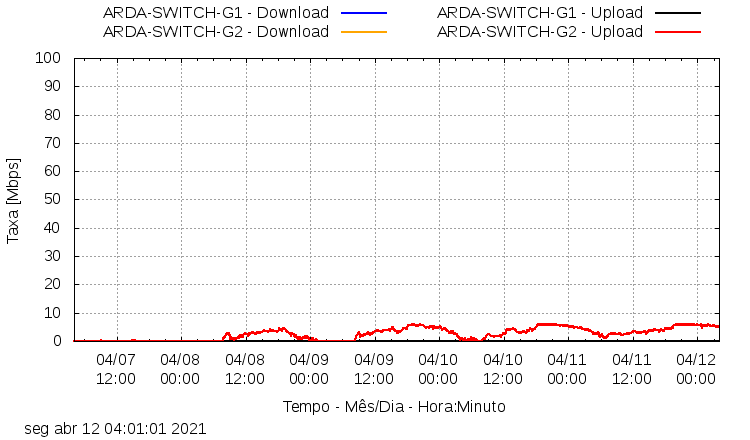 ARDA-SWITCH-G1 - Download ARDA-SWITCH-G1 - Upload
ARDA-SWITCH-G2 - Download ARDA-SWITCH-G2 - Upload
100
90
80
70
60
50
40
30
20
10
0
Taxa [Mbps]
04/07 04/08 04/08 04/09 04/09 04/10 04/10 04/11 04/11 04/12
12:00 00:00 12:00 00:00 12:00 00:00 12:00 00:00 12:00 00:00
Tempo - Mês/Dia - Hora:Minuto
seg abr 12 04:01:01 2021